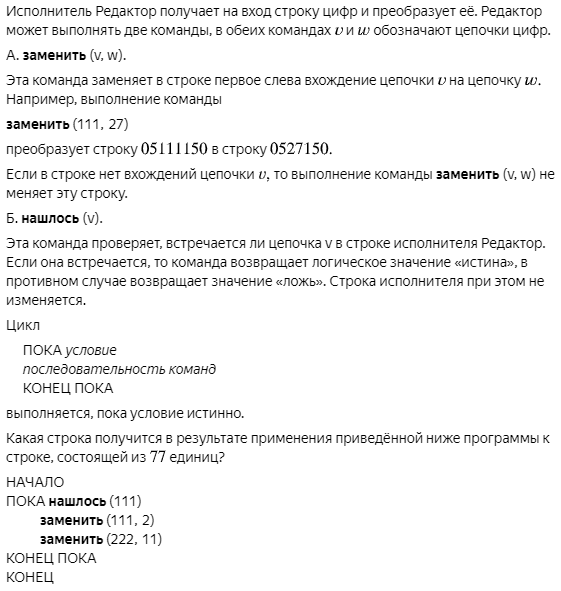 Исполнитель Редактор получает на вход строку цифр и преобразует её. Редактор
может выполнять две команды, в обеих командах v и w обозначают цепочки цифр.
А. заменить (v, w).
Эта команда заменяет в строке первое слева вхождение цепочки v на цепочку w.
Например, выполнение команды
заменить (111, 27)
преобразует строку 05111150 в строку 0527150.
Если в строке нет вхождений цепочки v, то выполнение команды заменить (v, w) не
меняет эту строку.
Б. нашлось (v).
Эта команда проверяет, встречается ли цепочка v в строке исполнителя Редактор.
Если она встречается, то команда возвращает логическое значение «истина», в
противном случае возвращает значение «ложь». Строка исполнителя при этом не
изменяется.
Цикл
ПОКА условие
последовательность команд
КОНЕЦ ПОКА
выполняется, пока условие истинно.
Какая строка получится в результате применения приведённой ниже программы к
строке, состоящей из 77 единиц?
НАЧАЛО
ПОКА нашлось (111)
заменить (111, 2)
заменить (222, 11)
КОНЕЦ ПОКА
КОНЕЦ